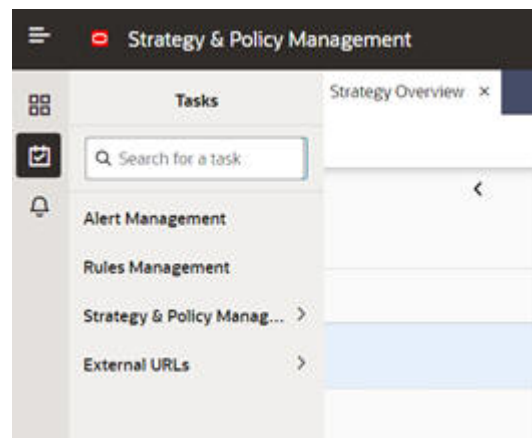 Strategy & Policy Management
Tasks
Strategy Overview ×
Search for a task
Alert Management
Rules Management
Strategy & Policy Manag...
External URLs